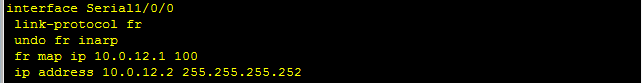 interface Serial1/0/0
link-protocol fr
undo fr inarp
fr map ip 10.0.12.1 100
ip address 10.0.12.2 255.255.255.252